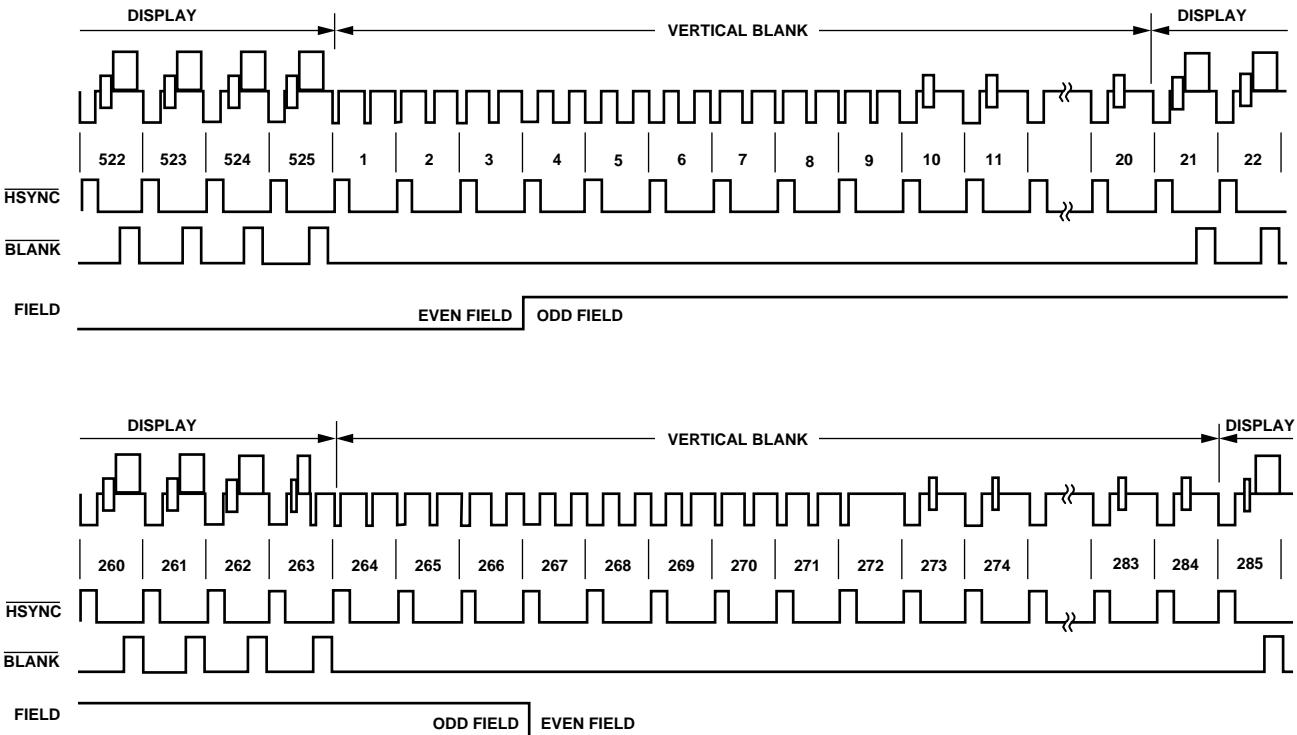 DISPLAY VERTICAL BLANK DISPLAY
522 523 524 525 1 2 3 4 5 6 7 8 9 10 11 20 21 22
HSYNC
BLANK
FIELD
EVEN FIELD ODD FIELD
DISPLAY VERTICAL BLANK DISPLAY
260 261 262 263 264 265 266 267 268 269 270 271 272 273 274 283 284 285
HSYNC
BLANK
FIELD
ODD FIELD EVEN FIELD